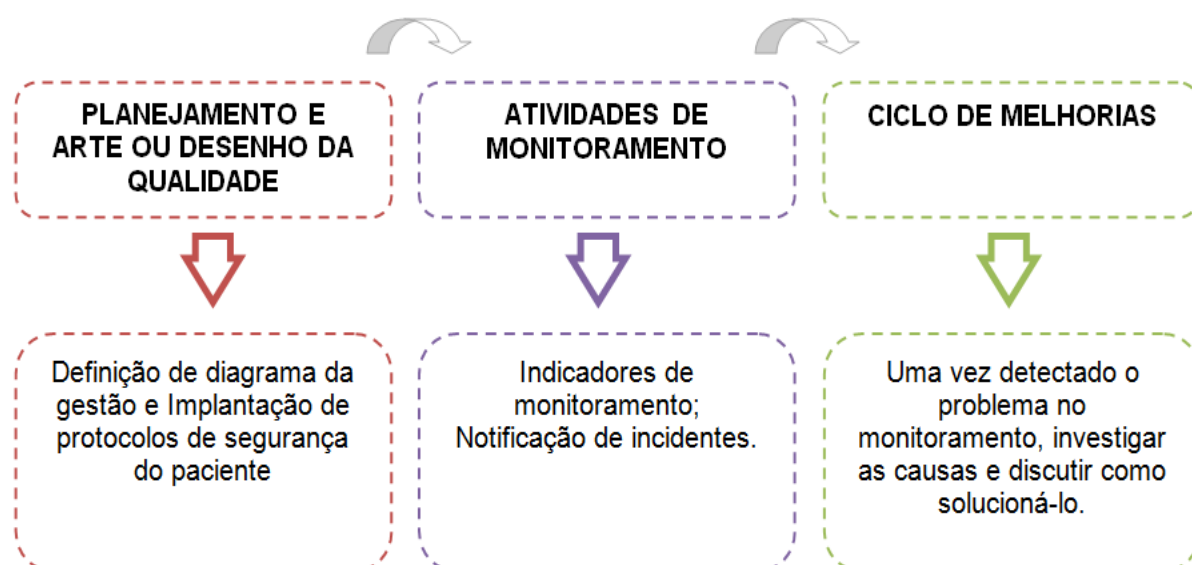 PLANEJAMENTO E
ARTE OU DESENHO DA
QUALIDADE
ATIVIDADES DE
MONITORAMENTO
CICLO DE MELHORIAS
Definição de diagrama da
gestão e Implantação de
protocolos de segurança
do paciente
Indicadores de
monitoramento;
Notificação de incidentes.
Uma vez detectado o
problema no
monitoramento, investigar
as causas e discutir como
solucioná-lo.